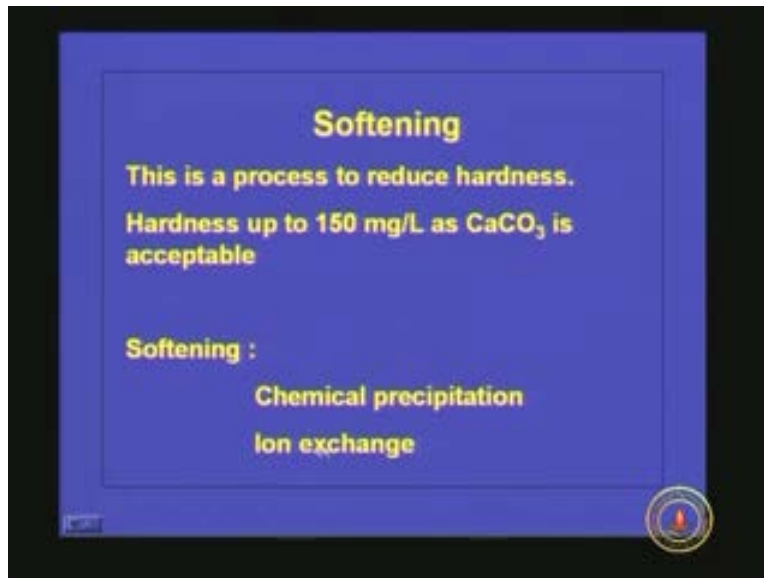 Softening
This is a process to reduce hardness.
Hardness up to 150 mg/L as CaCO₃ is
acceptable
Softening :
Chemical precipitation
Ion exchange